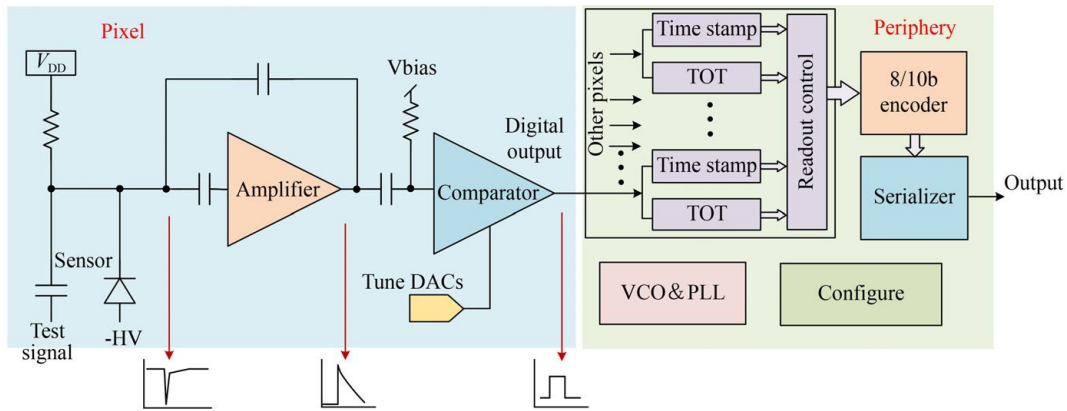 Pixel
Periphery
VDD
Vbias
Digital
output
Amplifier
Comparator
Sensor
Tune DACs
Test
signal
-HV
Other pixels
Time stamp
TOT
Time stamp
TOT
Readout control
8/10b
encoder
Serializer
Output
VCO&PLL
Configure